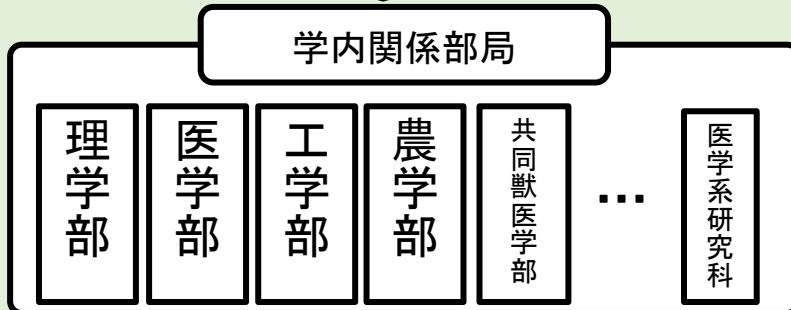 学内関係部局
理学部
医学部
工学部
農学部
共同獣医学部
…
医学系研究科